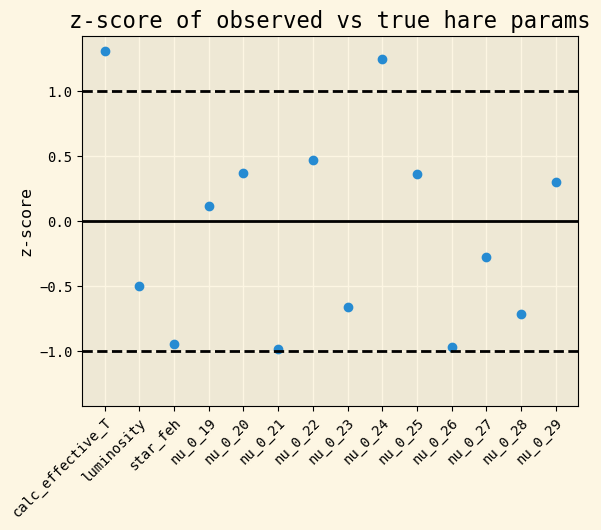 z-score of observed vs true hare params
z-score
1.0
0.5
0.0
−0.5
−1.0
calc_effective_T
luminosity
star_feh
nu_0_19
nu_0_20
nu_0_21
nu_0_22
nu_0_23
nu_0_24
nu_0_25
nu_0_26
nu_0_27
nu_0_28
nu_0_29